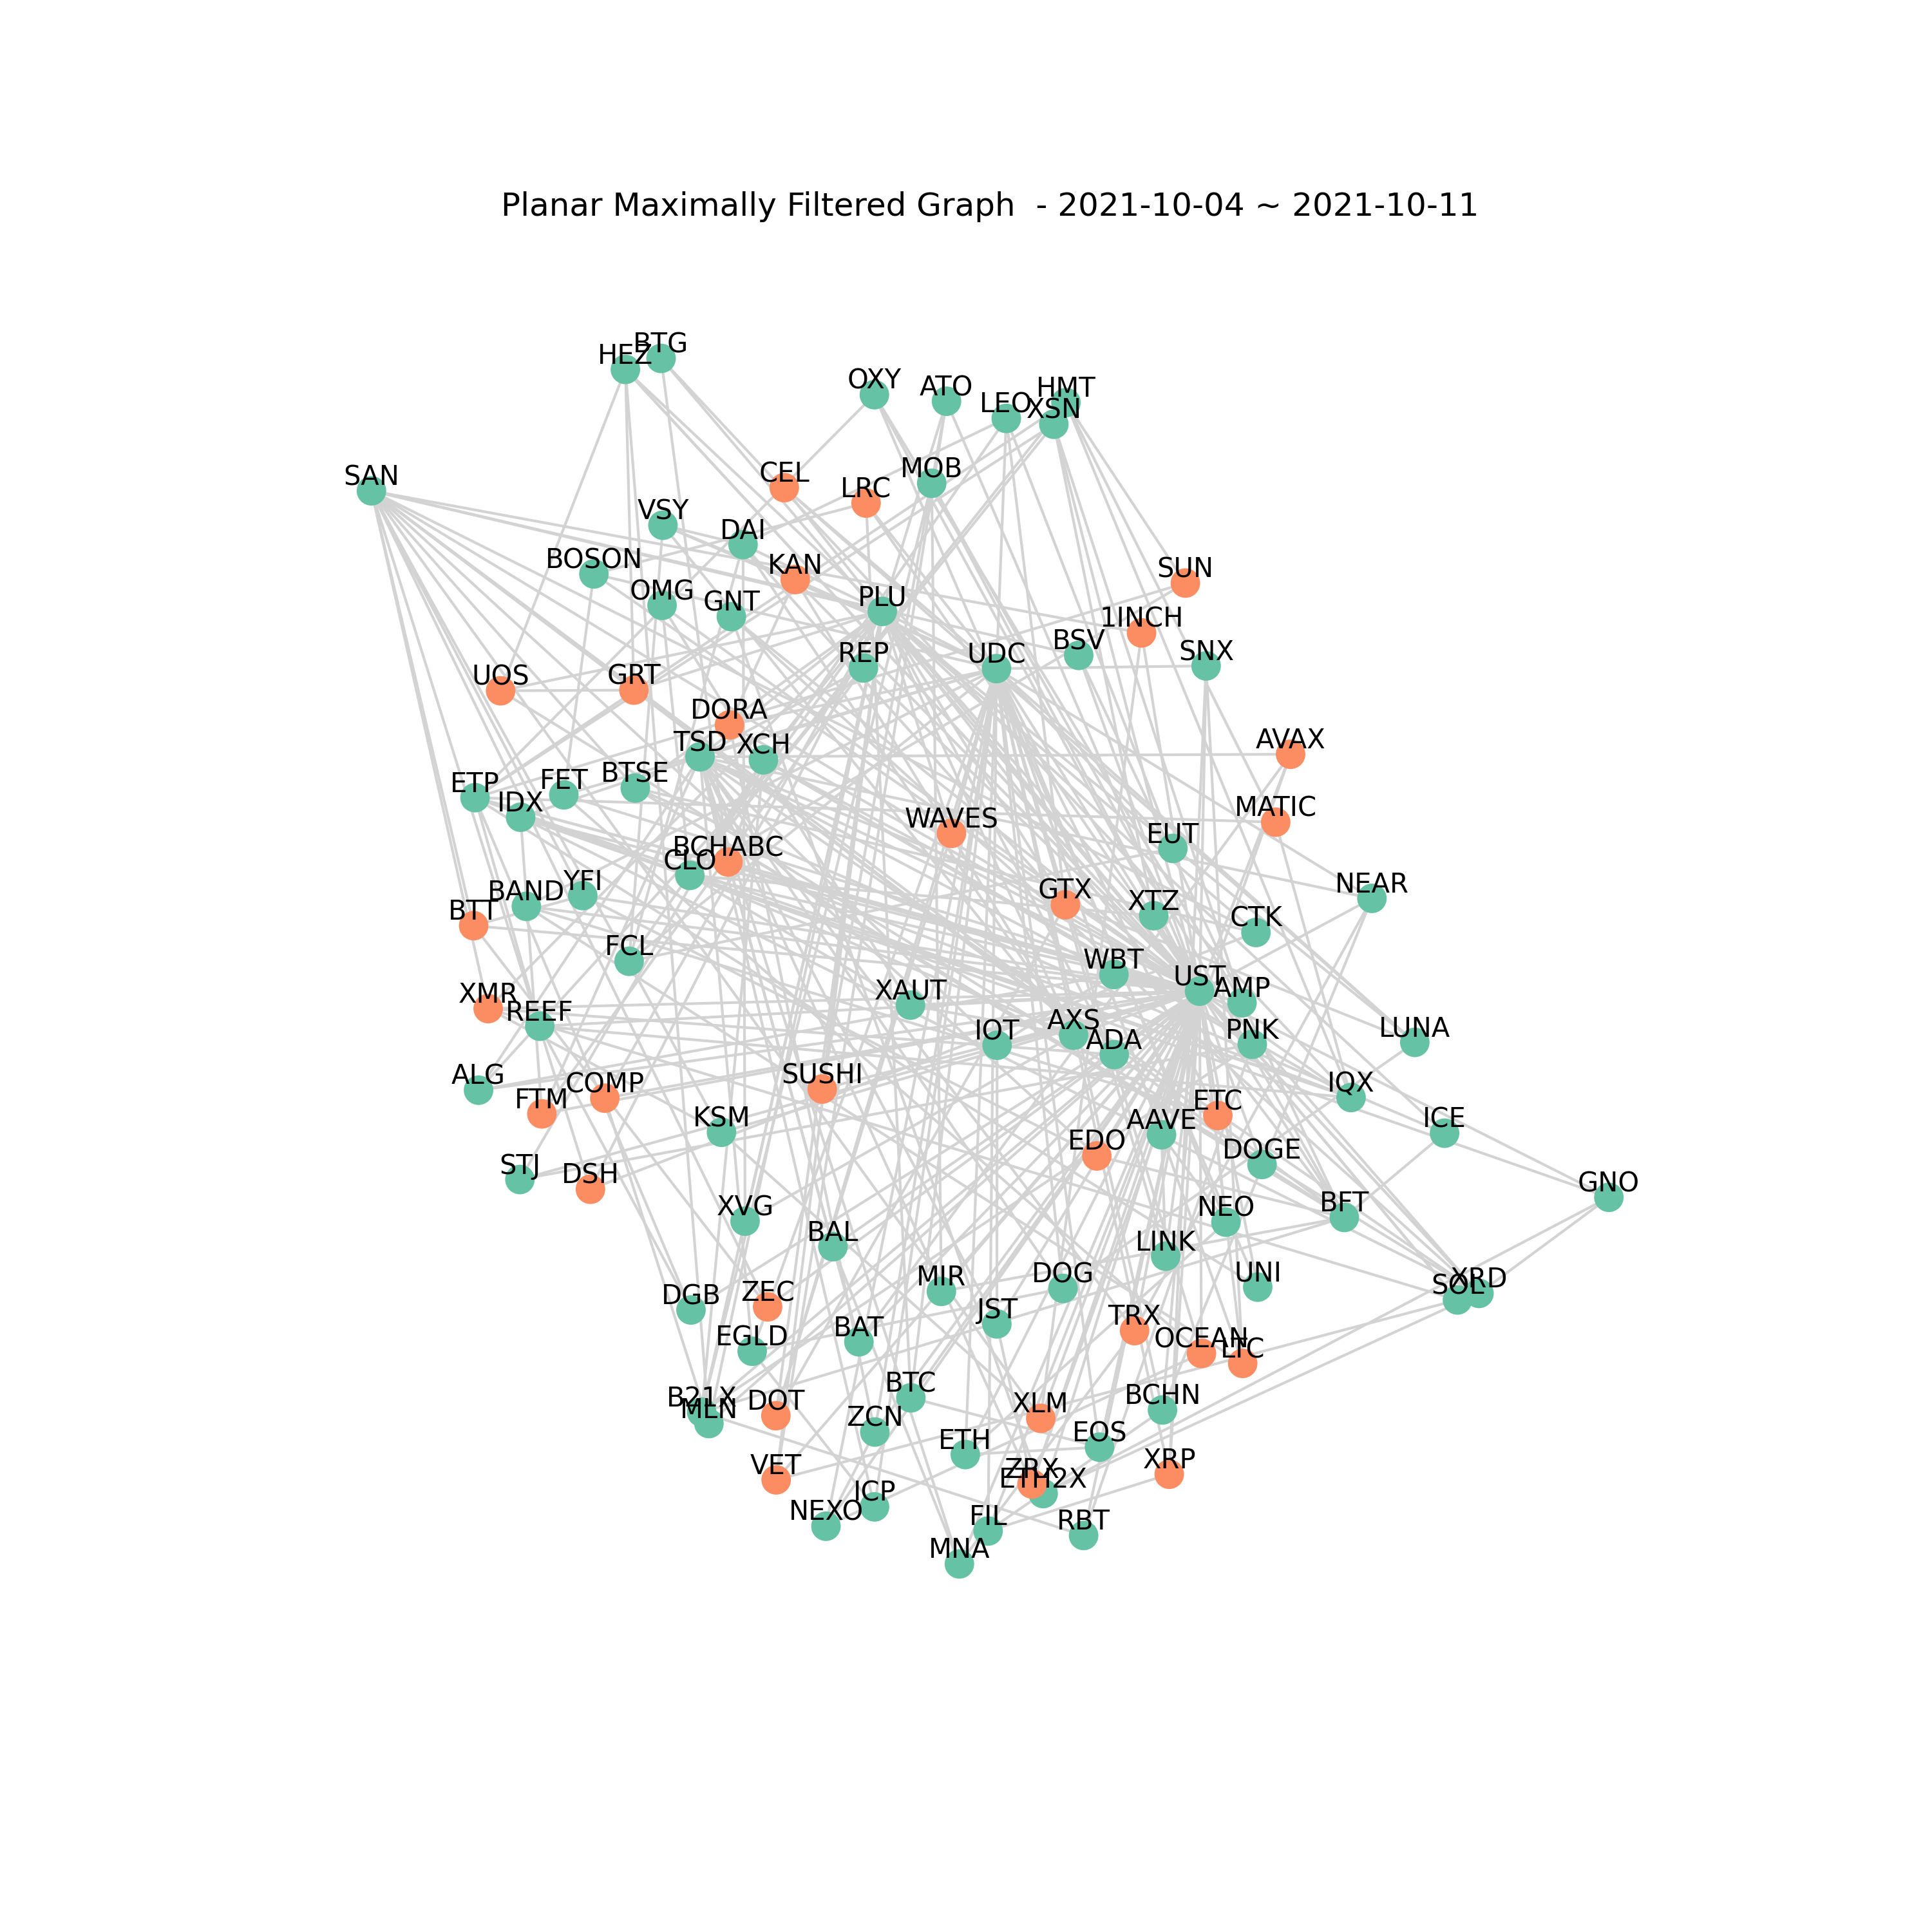 Planar Maximally Filtered Graph - 2021-10-04 ~ 2021-10-11
BTG
HEZ
OXY
ATO
HMT
LEO
XSN
SAN
CEL
MOB
LRC
VSY
DAI
BOSON
KAN
SUN
OMG
GNT
PLU
1INCH
BSV
REP
UDC
SNX
UOS
GRT
DORA
TSD
XCH
AVAX
ETP
FET
BTSE
IDX
MATIC
WAVES
EUT
BCHABC
CLO
YFI
BAND
GTX
NEAR
XTZ
BTT
CTK
FCL
WBT
UST
AMP
XMR
XAUT
REEF
AXS
IOT
PNK
LUNA
ADA
ALG
SUSHI
COMP
IQX
FTM
ETC
KSM
AAVE
ICE
EDO
DOGE
STJ
DSH
GNO
XVG
NEO
BFT
BAL
LINK
MIR
DOG
UNI
XRD
SOL
DGB
ZEC
JST
TRX
BAT
EGLD
OCEAN
LTC
BTC
B21X
DOT
MLN
XLM
BCHN
ZCN
EOS
ETH
VET
XRP
ZRX
ETH2X
ICP
NEXO
FIL
RBT
MNA